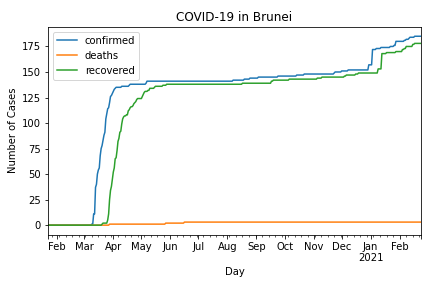 COVID-19 in Brunei
confirmed
deaths
recovered
Number of Cases
175
150
125
100
75
50
25
0
Feb Mar Apr May Jun Jul Aug Sep Oct Nov Dec Jan Feb
2021
Day